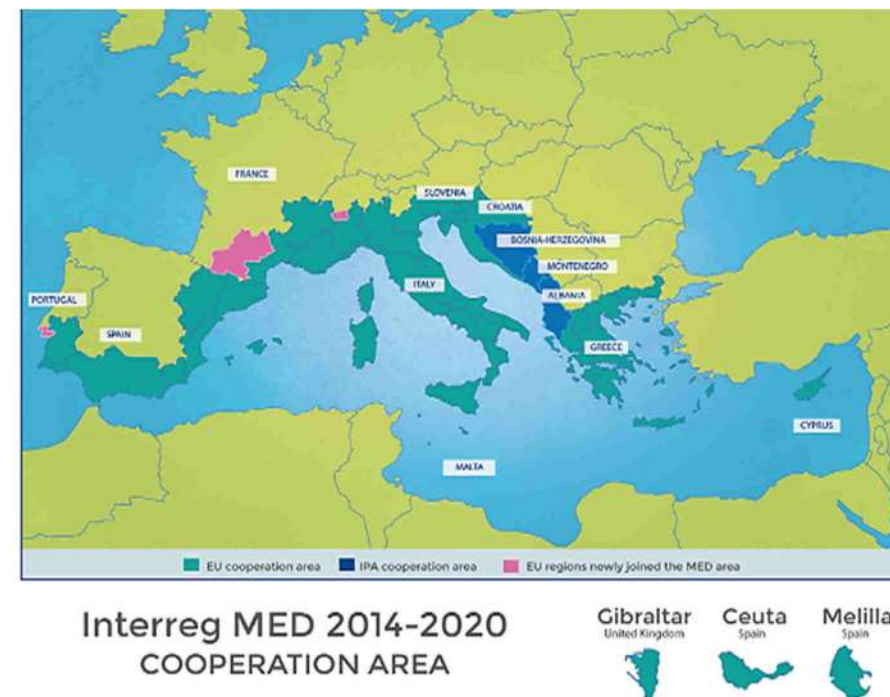 FRANCE
SLOVENIA
CROATIA
BOSNIA-HERZEGOVINA
MONTENEGRO
ITALY
ALBANIA
PORTUGAL
SPAIN
GREECE
CYPRUS
MALTA
EU cooperation area IPA cooperation area EU regions newly joined the MED area
Interreg MED 2014-2020
COOPERATION AREA
Gibraltar
United Kingdom
Ceuta
Spain
Melilla
Spain